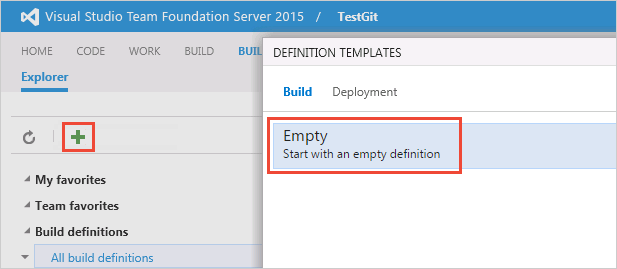 Visual Studio Team Foundation Server 2015 / TestGit
HOME CODE WORK BUILD
Explorer
My favorites
Team favorites
Build definitions
All build definitions
DEFINITION TEMPLATES
Build Deployment
Empty
Start with an empty definition